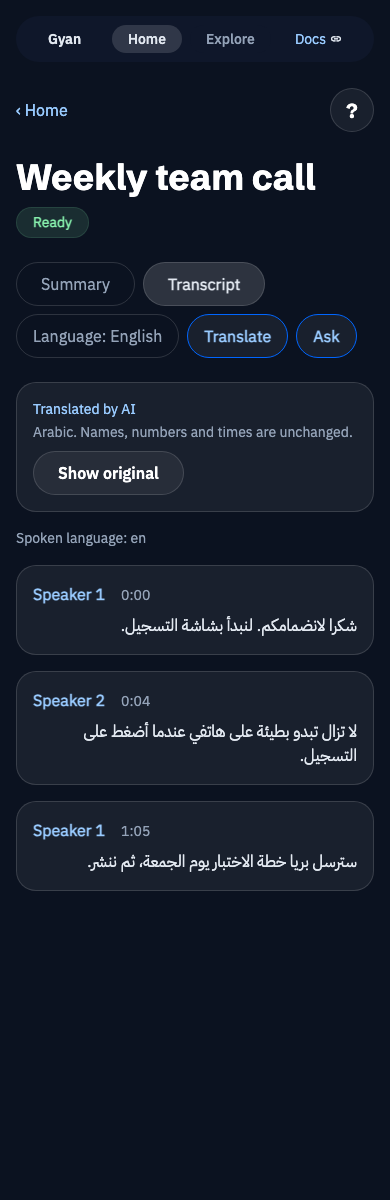 Gyan Home Explore Docs
‹ Home
?
Weekly team call
Ready
Summary Transcript
Language: English Translate Ask
Translated by AI
Arabic. Names, numbers and times are unchanged.
Show original
Spoken language: en
Speaker 1 0:00
شكرا لانضمامكم. لنبدأ بشاشة التسجيل.
Speaker 2 0:04
لا تزال تبدو بطيئة على هاتفي عندما أضغط على
التسجيل.
Speaker 1 1:05
سترسل بريا خطة الاختبار يوم الجمعة، ثم ننشر.